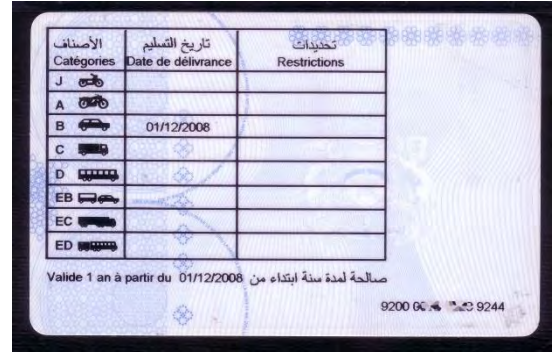 الأصناف تاريخ التسليم تحديدات
Catégories Date de délivrance Restrictions
J
A
B 01/12/2008
C
D
EB
EC
ED
Valide 1 an à partir du 01/12/2008 صالحة لمدة سنة ابتداء من
9200 9244